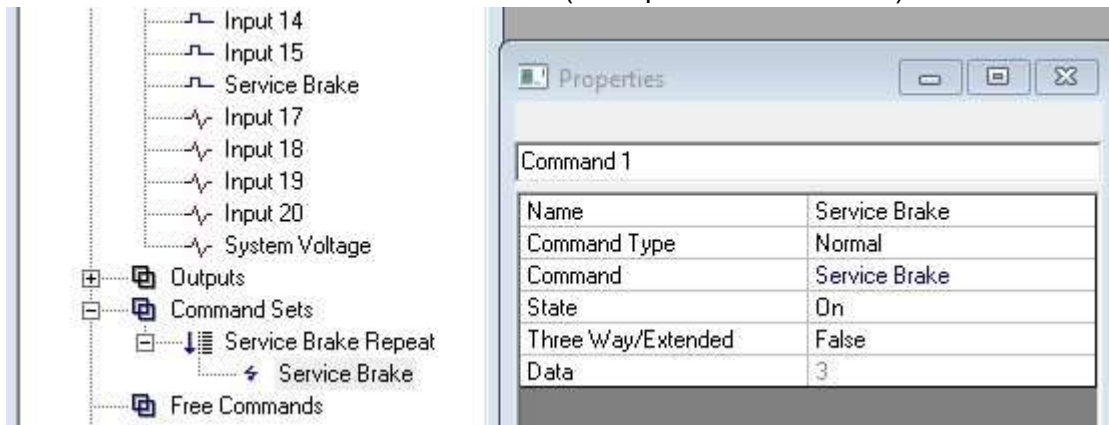 Input 14
Input 15
Service Brake
Input 17
Input 18
Input 19
Input 20
System Voltage
Outputs
Command Sets
Service Brake Repeat
Service Brake
Free Commands
Properties
Command 1
Name Service Brake
Command Type Normal
Command Service Brake
State On
Three Way/Extended False
Data 3